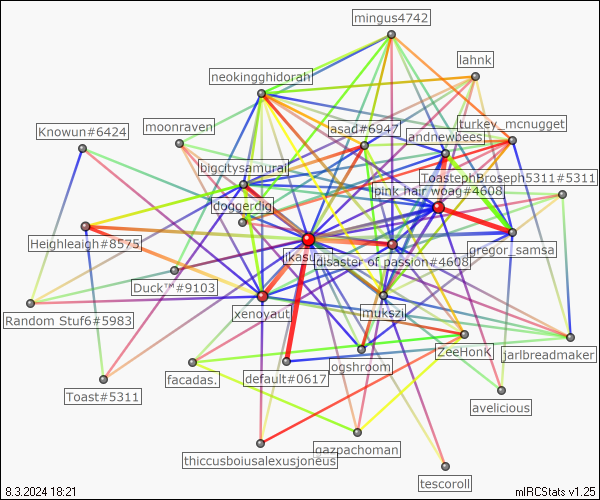 mingus4742
lahnk
neokingghidorah
turkey_mcnugget
asad#6947
moonraven
Knowun#6424
andrewbees
bigcitysamurai
ToastephBroseph5311#5311
pink hair woag#4608
doggerdig
Heighleaigh#8575
gregor_samsa
disaster of passion#4608
Duck™#9103
xenoyaut
mukszi
Random Stuf6#5983
ZeeHonk
jarlbreadmaker
ogshroom
facadas.
default#0617
Toast#5311
avelicious
gazpachoman
thiccusboiusalexusjoneus
tescoroll
8.3.2024 18:21
mIRCStats v1.25